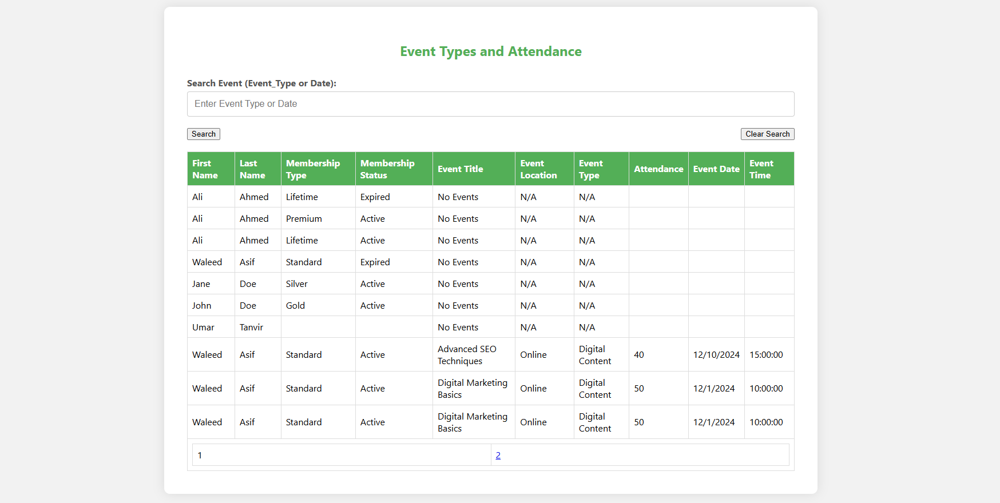 Event Types and Attendance
Search Event (Event_Type or Date):
Enter Event Type or Date
Search Clear Search
First Name Last Name Membership Type Membership Status Event Title Event Location Event Type Attendance Event Date Event Time
Ali Ahmed Lifetime Expired No Events N/A N/A
Ali Ahmed Premium Active No Events N/A N/A
Ali Ahmed Lifetime Active No Events N/A N/A
Waleed Asif Standard Expired No Events N/A N/A
Jane Doe Silver Active No Events N/A N/A
John Doe Gold Active No Events N/A N/A
Umar Tanvir No Events N/A N/A
Waleed Asif Standard Active Advanced SEO Techniques Online Digital Content 40 12/10/2024 15:00:00
Waleed Asif Standard Active Digital Marketing Basics Online Digital Content 50 12/1/2024 10:00:00
Waleed Asif Standard Active Digital Marketing Basics Online Digital Content 50 12/1/2024 10:00:00
1 2